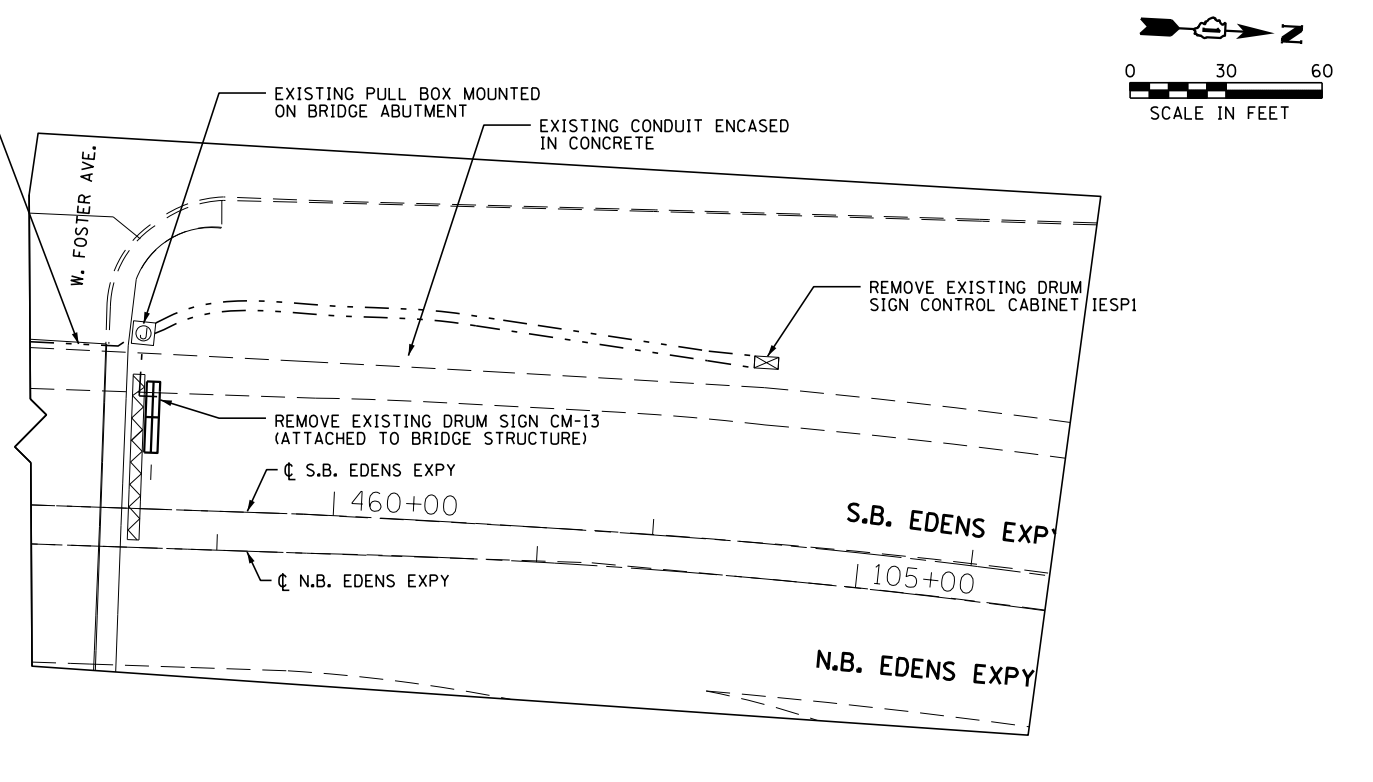 N
0 30 60
SCALE IN FEET
EXISTING PULL BOX MOUNTED
ON BRIDGE ABUTMENT
EXISTING CONDUIT ENCASED
IN CONCRETE
W. FOSTER AVE.
REMOVE EXISTING DRUM
SIGN CONTROL CABINET IESP1
J
REMOVE EXISTING DRUM SIGN CM-13
(ATTACHED TO BRIDGE STRUCTURE)
℄ S.B. EDENS EXPY
460+00
S.B. EDENS EXPY
105+00
℄ N.B. EDENS EXPY
N.B. EDENS EXPY